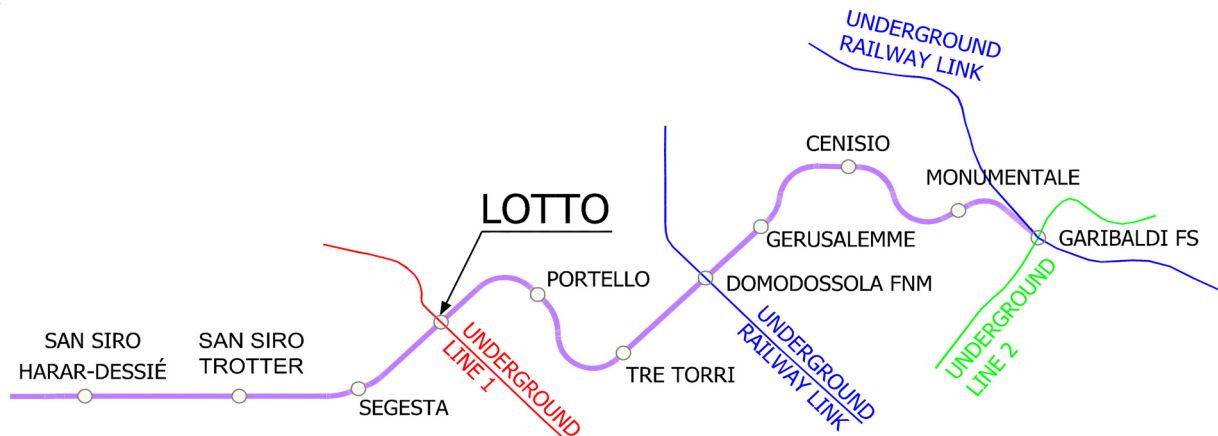 UNDERGROUND
RAILWAY LINK
CENISIO
MONUMENTALE
LOTTO
GERUSALEMME
GARIBALDI FS
PORTELLO
DOMODOSSOLA FNM
UNDERGROUND
LINE 2
SAN SIRO
HARAR-DESSIÉ
SAN SIRO
TROTTER
UNDERGROUND
LINE 1
UNDERGROUND
RAILWAY LINK
TRE TORRI
SEGESTA